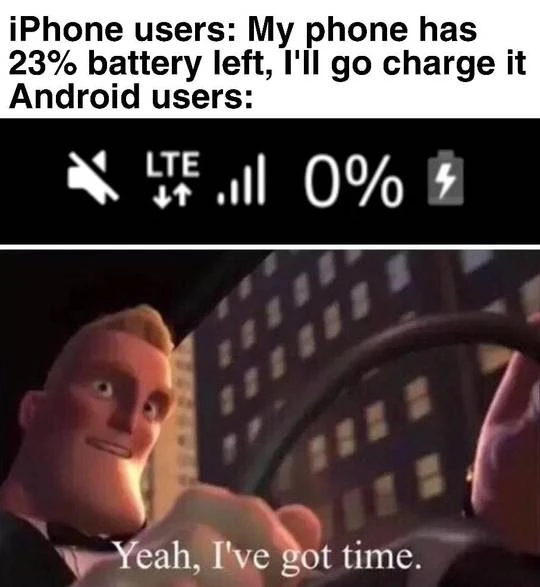 iPhone users: My phone has
23% battery left, I'll go charge it
Android users:
LTE 0%
Yeah, I've got time.